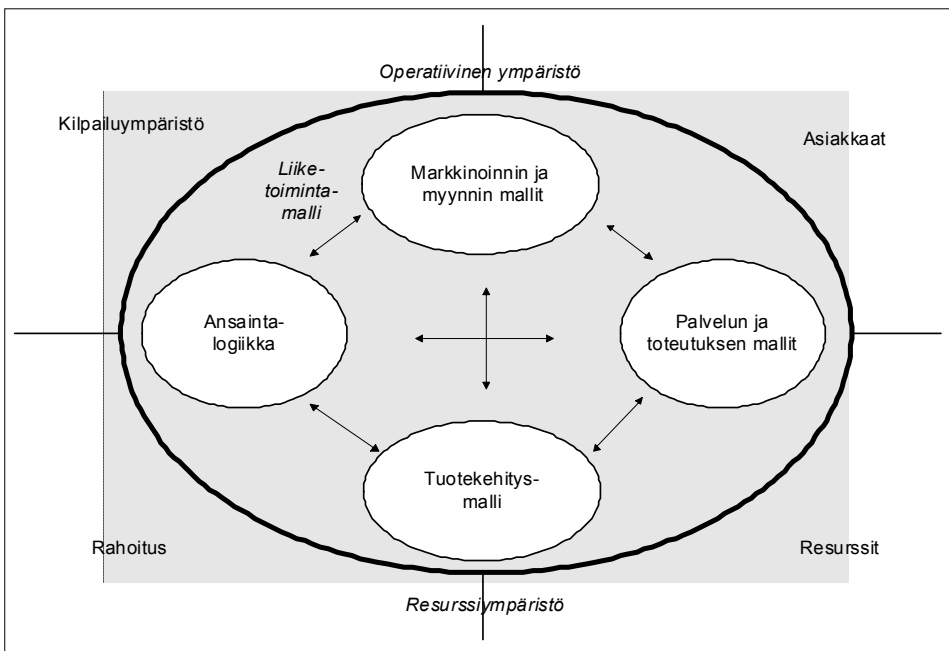 Operatiivinen ympäristö
Kilpailuympäristö
Asiakkaat
Liike-
toiminta-
malli
Markkinoinnin ja
myynnin mallit
Ansainta-
logiikka
Palvelun ja
toteutuksen mallit
Tuotekehitys-
malli
Rahoitus
Resurssit
Resurssiympäristö